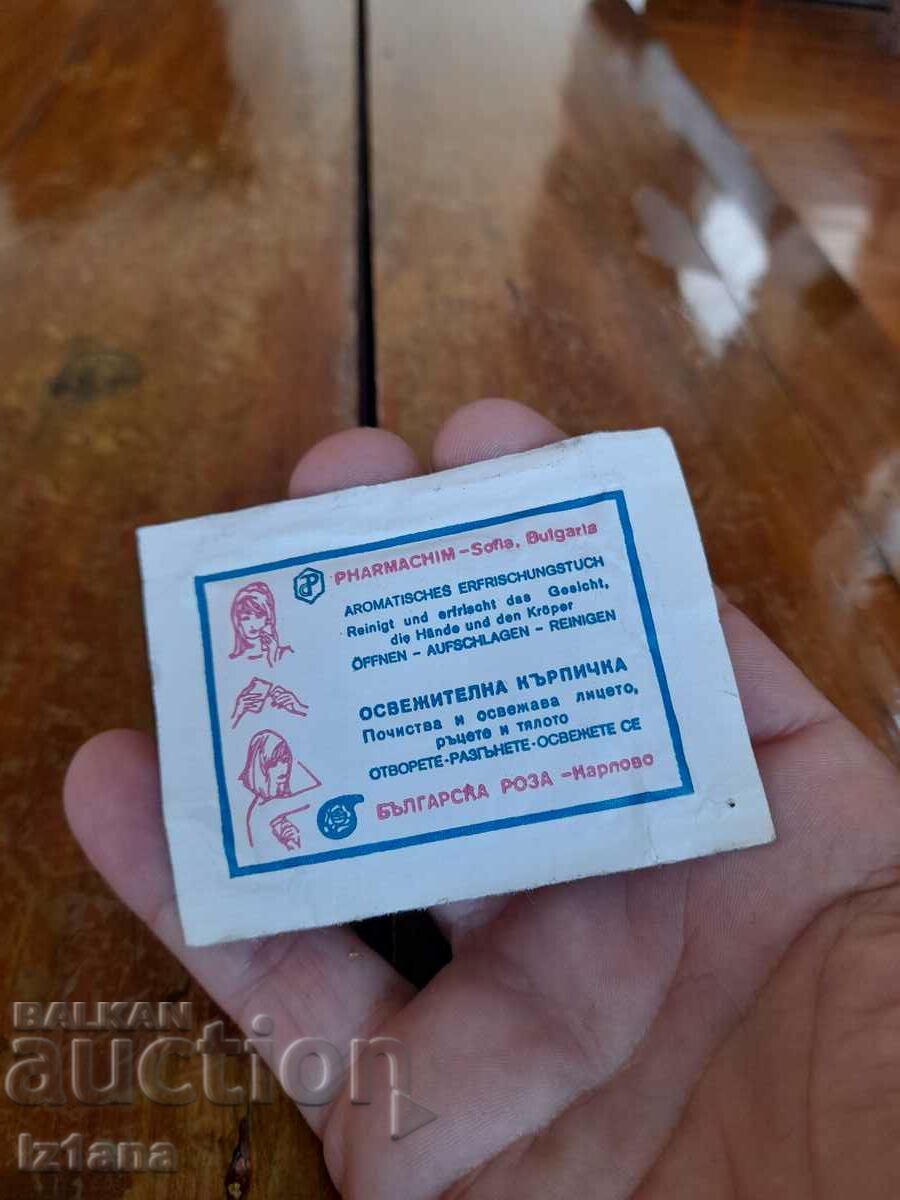 PHARMACHIM - Sofia, Bulgaria
AROMATISCHES ERFRISCHUNGSTUCH
Reinigt und erfrischt das Gesicht,
die Hände und den Kröper
ÖFFNEN - AUFSCHLAGEN - REINIGEN
ОСВЕЖИТЕЛНА КЪРПИЧКА
Почиства и освежава лицето,
ръцете и тялото
ОТВОРЕТЕ-РАЗГЪНЕТЕ-ОСВЕЖЕТЕ СЕ
БЪЛГАРСКА РОЗА - Карлово
BALKAN
auction
Iz1ana